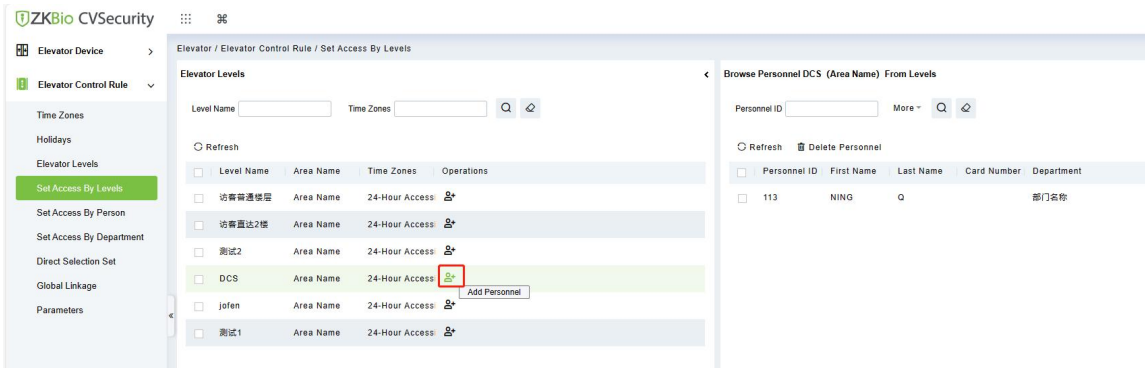 ZKBio CVSecurity
Elevator Device
Elevator Control Rule
Time Zones
Holidays
Elevator Levels
Set Access By Levels
Set Access By Person
Set Access By Department
Direct Selection Set
Global Linkage
Parameters
Elevator / Elevator Control Rule / Set Access By Levels
Elevator Levels
Level Name Time Zones
Refresh
Level Name Area Name Time Zones Operations
访客普通楼层 Area Name 24-Hour Access
访客直达2楼 Area Name 24-Hour Access
测试2 Area Name 24-Hour Access
DCS Area Name 24-Hour Access
Add Personnel
jofen Area Name 24-Hour Access
测试1 Area Name 24-Hour Access
Browse Personnel DCS (Area Name) From Levels
Personnel ID More
Refresh Delete Personnel
Personnel ID First Name Last Name Card Number Department
113 NING Q 部门名称